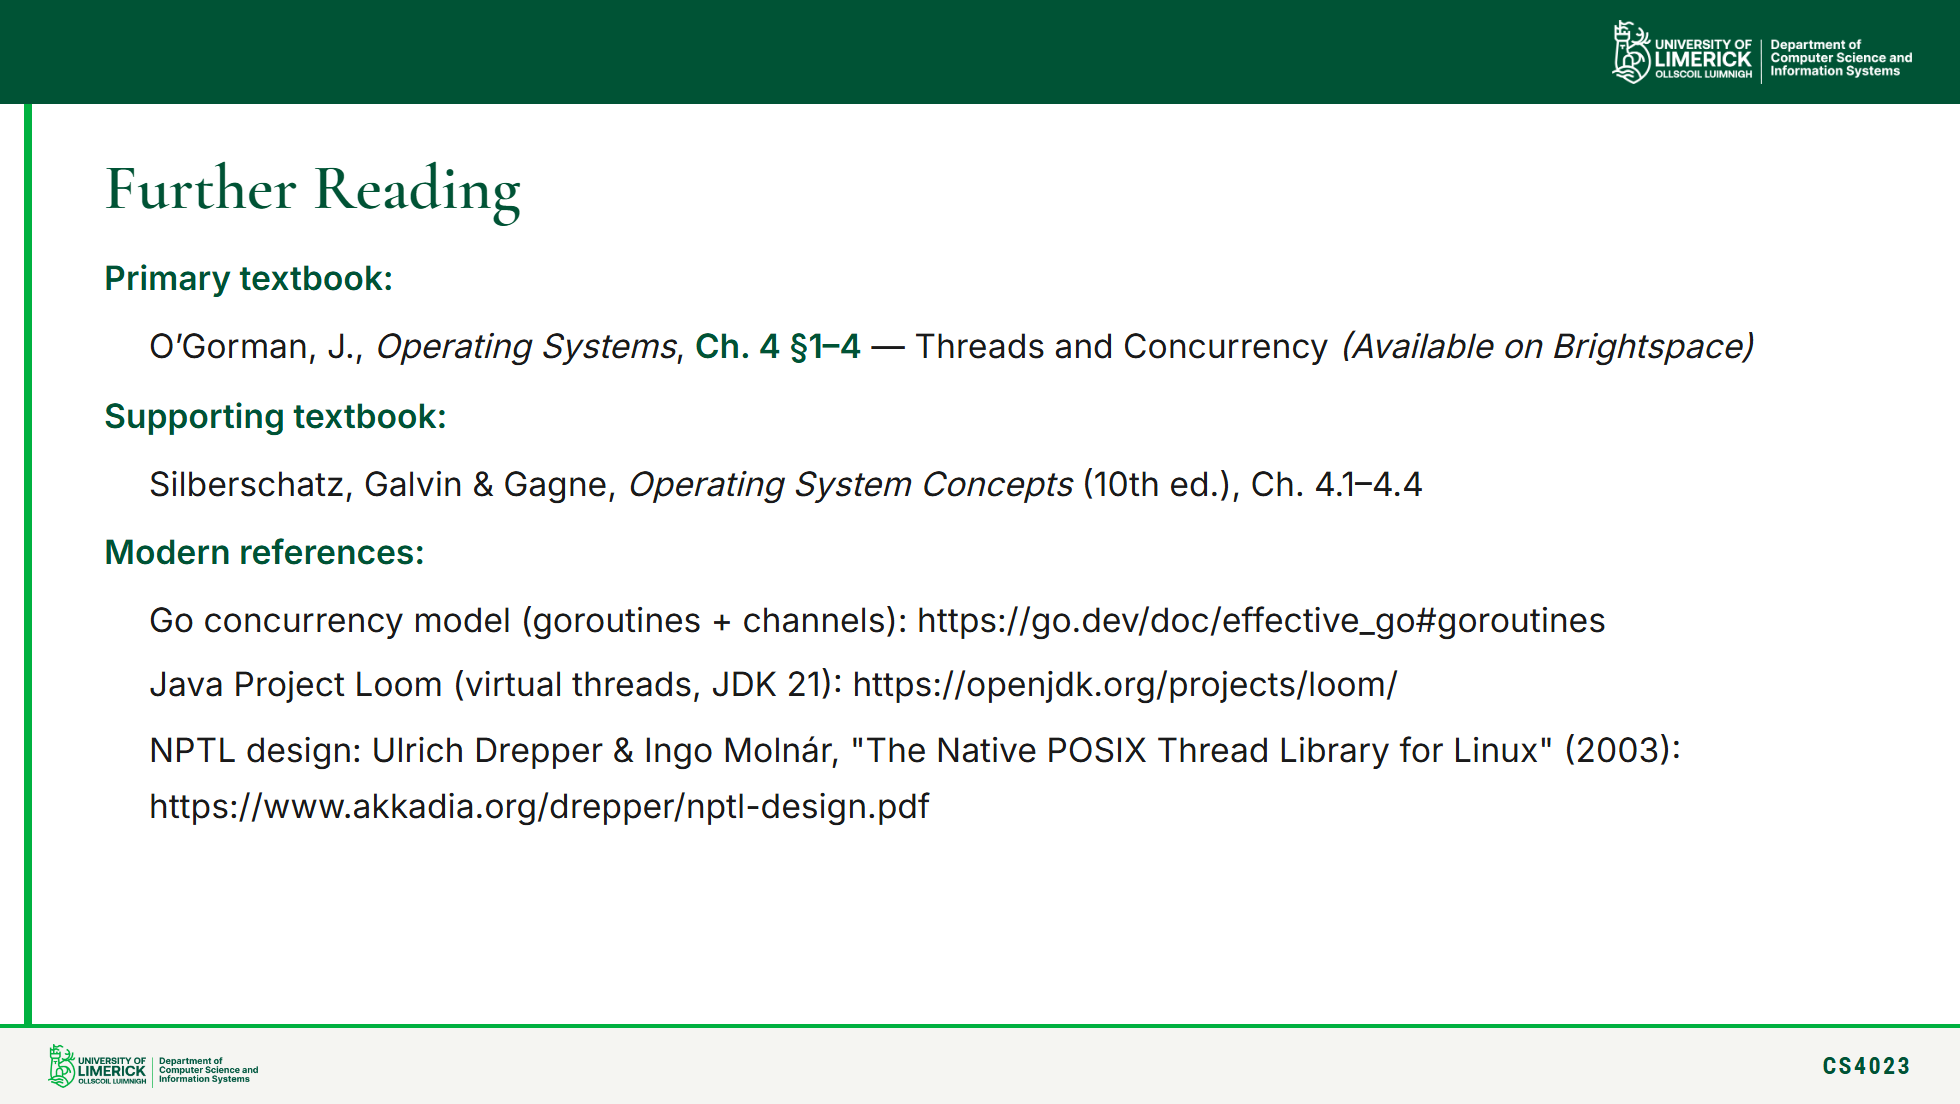 UNIVERSITY OF
LIMERICK
OLLSCOIL LUIMNIGH
Department of
Computer Science and
Information Systems
Further Reading
Primary textbook:
O’Gorman, J., Operating Systems, Ch. 4 §1–4 — Threads and Concurrency (Available on Brightspace)
Supporting textbook:
Silberschatz, Galvin & Gagne, Operating System Concepts (10th ed.), Ch. 4.1–4.4
Modern references:
Go concurrency model (goroutines + channels): https://go.dev/doc/effective_go#goroutines
Java Project Loom (virtual threads, JDK 21): https://openjdk.org/projects/loom/
NPTL design: Ulrich Drepper & Ingo Molnár, "The Native POSIX Thread Library for Linux" (2003):
https://www.akkadia.org/drepper/nptl-design.pdf
UNIVERSITY OF
LIMERICK
OLLSCOIL LUIMNIGH
Department of
Computer Science and
Information Systems
CS4023